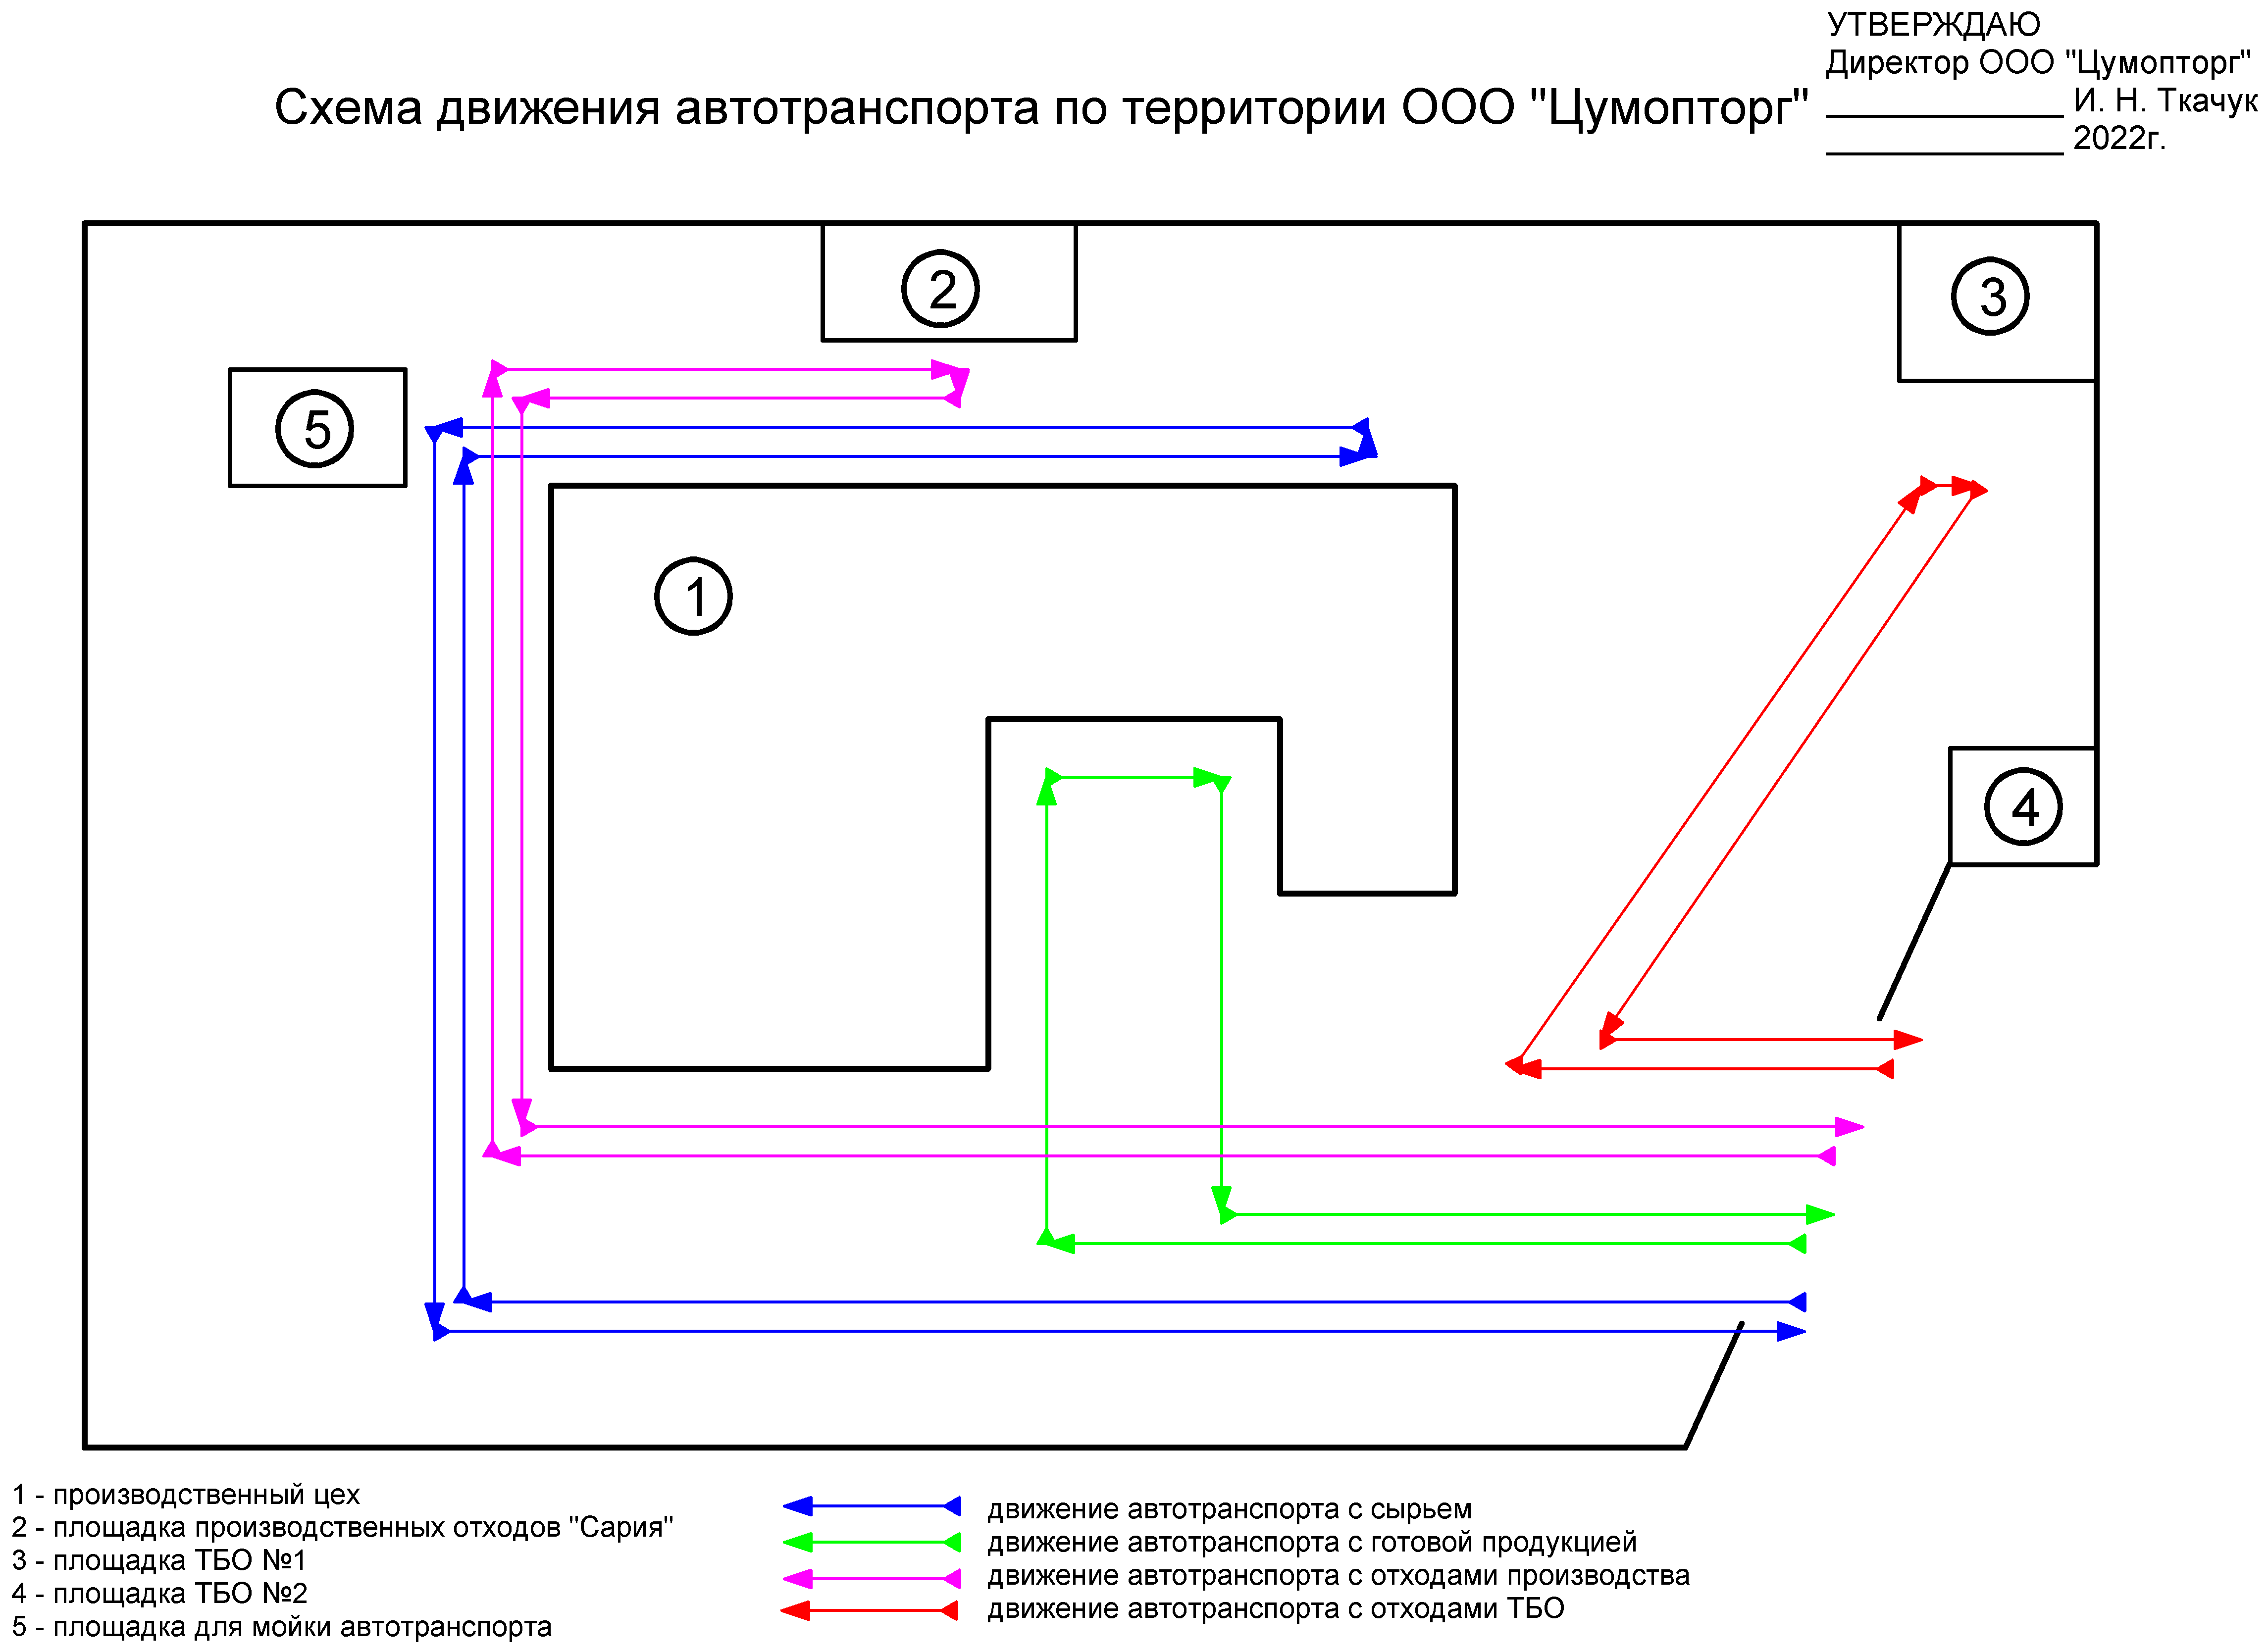 УТВЕРЖДАЮ
Директор ООО "Цумопторг"
И. Н. Ткачук
2022г.
Схема движения автотранспорта по территории ООО "Цумопторг"
2
3
5
1
4
1 - производственный цех
2 - площадка производственных отходов "Сария"
3 - площадка ТБО №1
4 - площадка ТБО №2
5 - площадка для мойки автотранспорта
движение автотранспорта с сырьем
движение автотранспорта с готовой продукцией
движение автотранспорта с отходами производства
движение автотранспорта с отходами ТБО